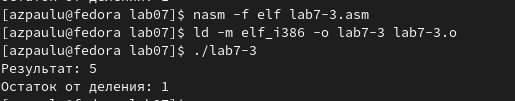 [azpaulu@fedora lab07]$ nasm -f elf lab7-3.asm
[azpaulu@fedora lab07]$ ld -m elf_i386 -o lab7-3 lab7-3.o
[azpaulu@fedora lab07]$ ./lab7-3
Результат: 5
Остаток от деления: 1